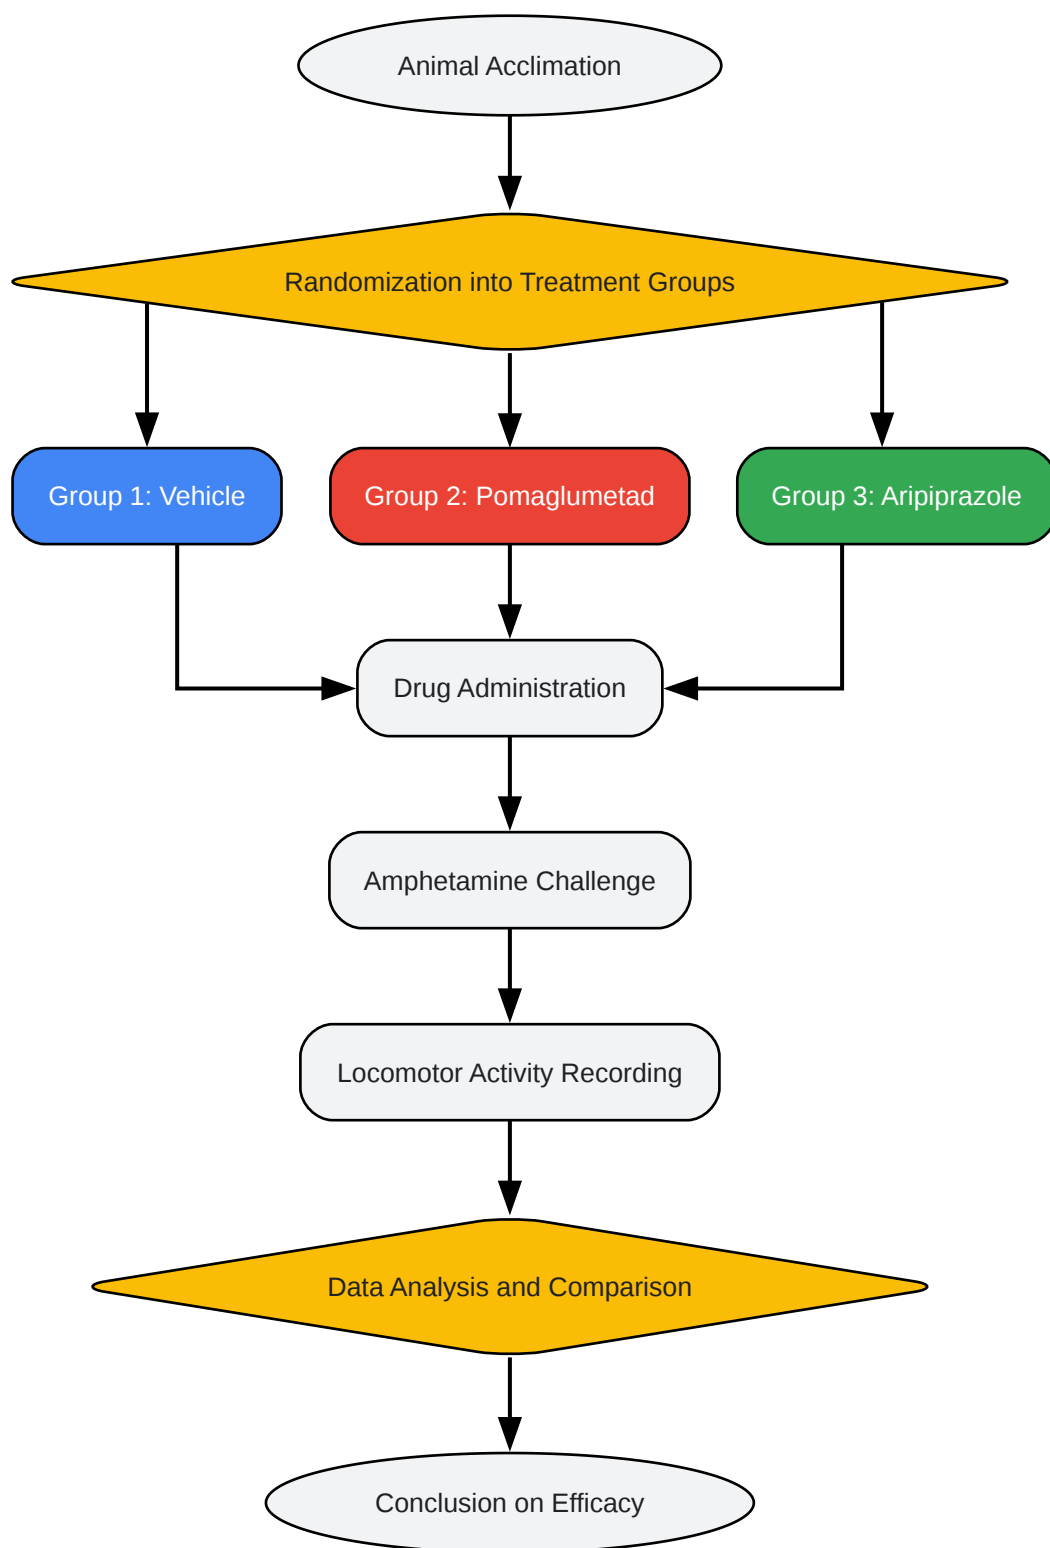 Animal Acclimation
Randomization into Treatment Groups
Group 1: Vehicle
Group 2: Pomaglumetad
Group 3: Aripiprazole
Drug Administration
Amphetamine Challenge
Locomotor Activity Recording
Data Analysis and Comparison
Conclusion on Efficacy